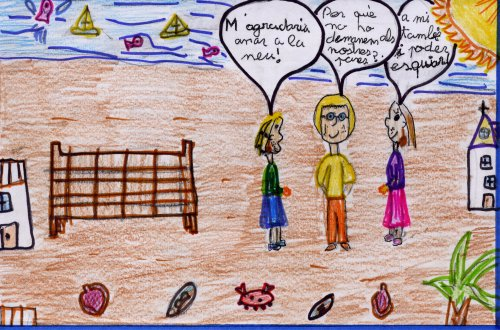 M'agradaria
anar a la
neu!
Per què
no ho
demanem als
nostres
pares?
a mi
també
i poder
esquiar!